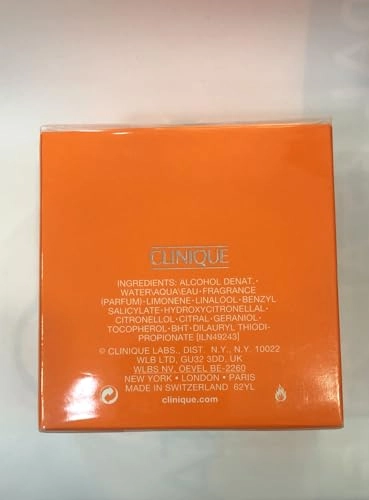 CLINIQUE
INGREDIENTS: ALCOHOL DENAT.·
WATER\AQUA\EAU·FRAGRANCE
(PARFUM)·LIMONENE·LINALOOL·BENZYL
SALICYLATE·HYDROXYCITRONELLAL·
CITRONELLOL·CITRAL·GERANIOL·
TOCOPHEROL·BHT·DILAURYL THIODI-
PROPIONATE [ILN49243]
© CLINIQUE LABS., DIST. N.Y., N.Y. 10022
WLB LTD, GU32 3DD, UK
WLBS NV, OEVEL BE-2260
NEW YORK • LONDON • PARIS
MADE IN SWITZERLAND 62YL
clinique.com